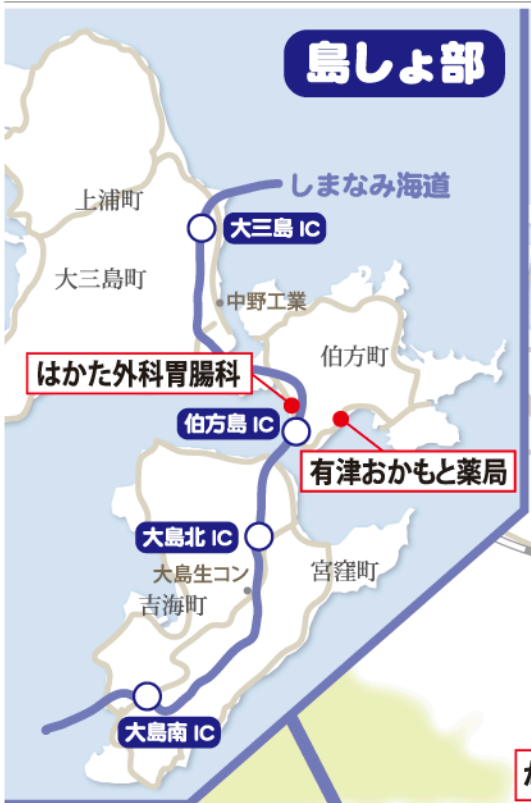 島しょ部
しまなみ海道
上浦町
大三島 IC
大三島町
中野工業
伯方町
はかた外科胃腸科
伯方島 IC
有津おかもと薬局
大島北 IC
大島生コン
宮窪町
吉海町
大島南 IC